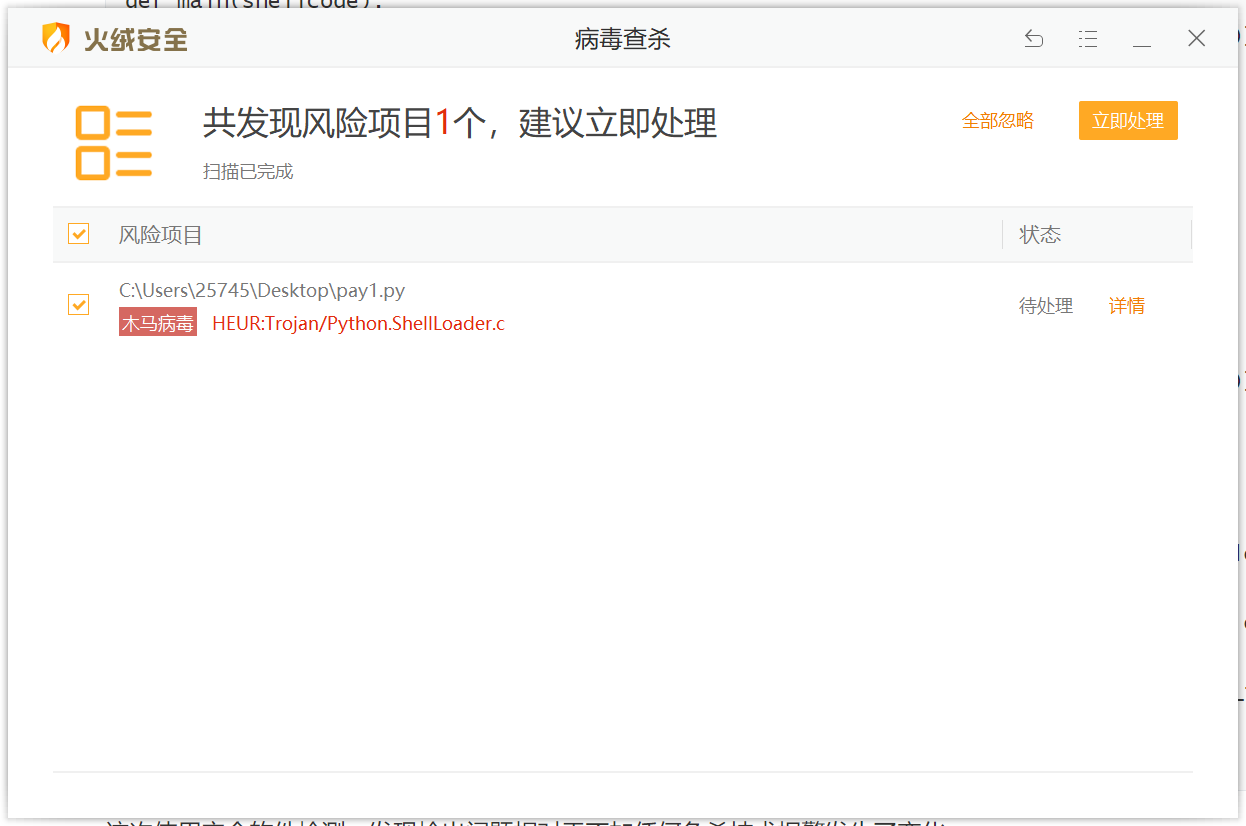 def main(shellcode):
火绒安全
病毒查杀
共发现风险项目1个，建议立即处理
全部忽略
立即处理
扫描已完成
风险项目
状态
C:\Users\25745\Desktop\pay1.py
木马病毒 HEUR:Trojan/Python.ShellLoader.c
待处理
详情